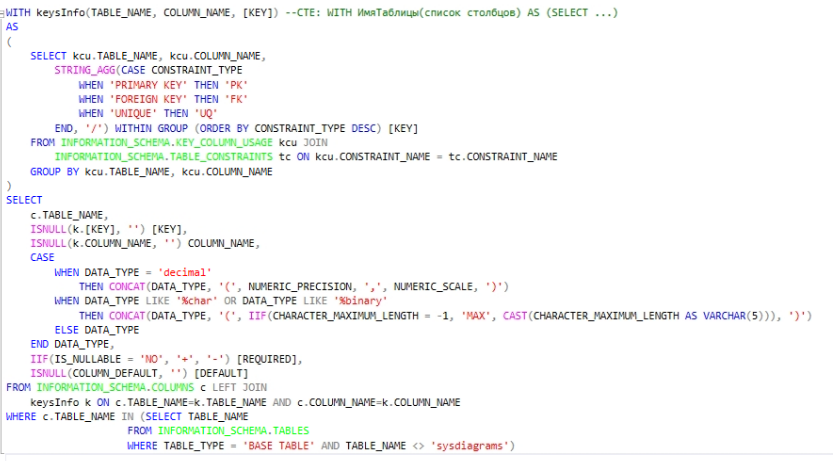 WITH keysInfo(TABLE_NAME, COLUMN_NAME, [KEY]) --CTE: WITH ИмяТаблицы(список столбцов) AS (SELECT ...)
AS
(
    SELECT kcu.TABLE_NAME, kcu.COLUMN_NAME,
        STRING_AGG(CASE CONSTRAINT_TYPE
            WHEN 'PRIMARY KEY' THEN 'PK'
            WHEN 'FOREIGN KEY' THEN 'FK'
            WHEN 'UNIQUE' THEN 'UQ'
        END, '/') WITHIN GROUP (ORDER BY CONSTRAINT_TYPE DESC) [KEY]
    FROM INFORMATION_SCHEMA.KEY_COLUMN_USAGE kcu JOIN
        INFORMATION_SCHEMA.TABLE_CONSTRAINTS tc ON kcu.CONSTRAINT_NAME = tc.CONSTRAINT_NAME
    GROUP BY kcu.TABLE_NAME, kcu.COLUMN_NAME
)
SELECT
    c.TABLE_NAME,
    ISNULL(k.[KEY], '') [KEY],
    ISNULL(k.COLUMN_NAME, '') COLUMN_NAME,
    CASE
        WHEN DATA_TYPE = 'decimal'
            THEN CONCAT(DATA_TYPE, '(', NUMERIC_PRECISION, ',', NUMERIC_SCALE, ')')
        WHEN DATA_TYPE LIKE '%char' OR DATA_TYPE LIKE '%binary'
            THEN CONCAT(DATA_TYPE, '(', IIF(CHARACTER_MAXIMUM_LENGTH = -1, 'MAX', CAST(CHARACTER_MAXIMUM_LENGTH AS VARCHAR(5))), ')')
        ELSE DATA_TYPE
    END DATA_TYPE,
    IIF(IS_NULLABLE = 'NO', '+', '-') [REQUIRED],
    ISNULL(COLUMN_DEFAULT, '') [DEFAULT]
FROM INFORMATION_SCHEMA.COLUMNS c LEFT JOIN
    keysInfo k ON c.TABLE_NAME=k.TABLE_NAME AND c.COLUMN_NAME=k.COLUMN_NAME
WHERE c.TABLE_NAME IN (SELECT TABLE_NAME
                    FROM INFORMATION_SCHEMA.TABLES
                    WHERE TABLE_TYPE = 'BASE TABLE' AND TABLE_NAME <> 'sysdiagrams')